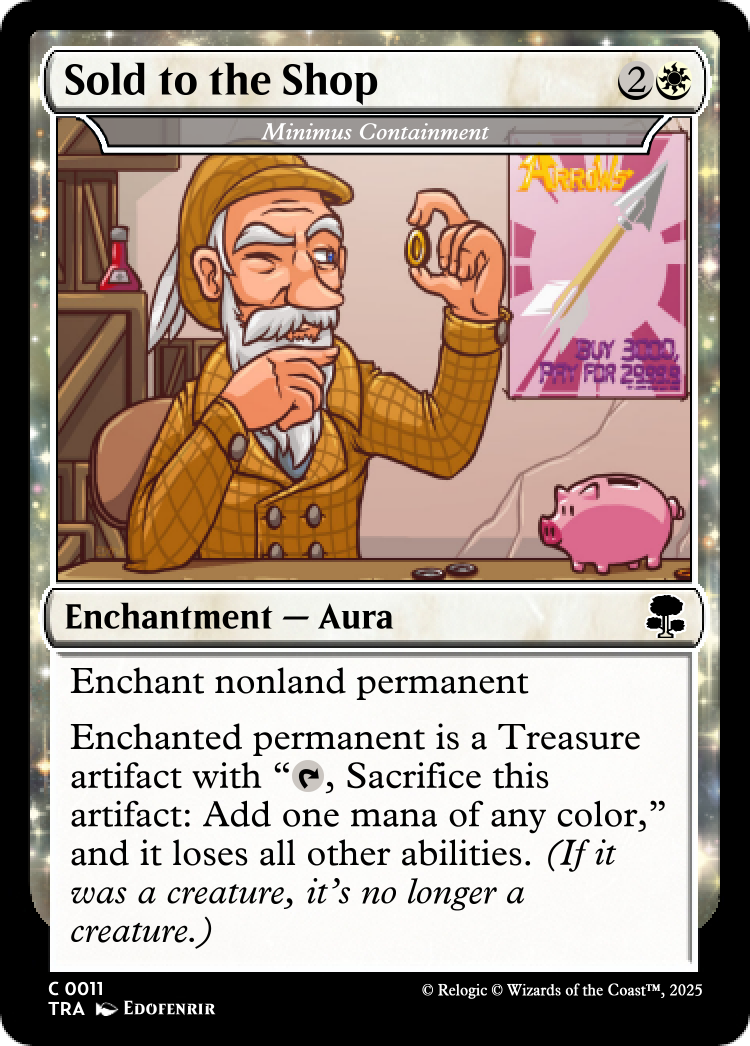 Sold to the Shop 2
Minimus Containment
ARROWS
BUY 3000,
PAY FOR 2999.9
Enchantment — Aura
Enchant nonland permanent
Enchanted permanent is a Treasure
artifact with “, Sacrifice this
artifact: Add one mana of any color,”
and it loses all other abilities. (If it
was a creature, it’s no longer a
creature.)
C 0011
TRA EDOFENRIR
© Relogic © Wizards of the Coast™, 2025